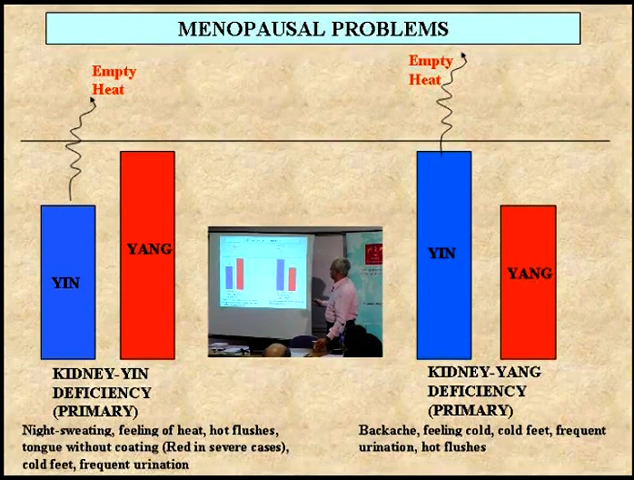 MENOPAUSAL PROBLEMS
Empty
Heat
Empty
Heat
YIN
YANG
YIN
YANG
KIDNEY-YIN
DEFICIENCY
(PRIMARY)
Night-sweating, feeling of heat, hot flushes,
tongue without coating (Red in severe cases),
cold feet, frequent urination
KIDNEY-YANG
DEFICIENCY
(PRIMARY)
Backache, feeling cold, cold feet, frequent
urination, hot flushes